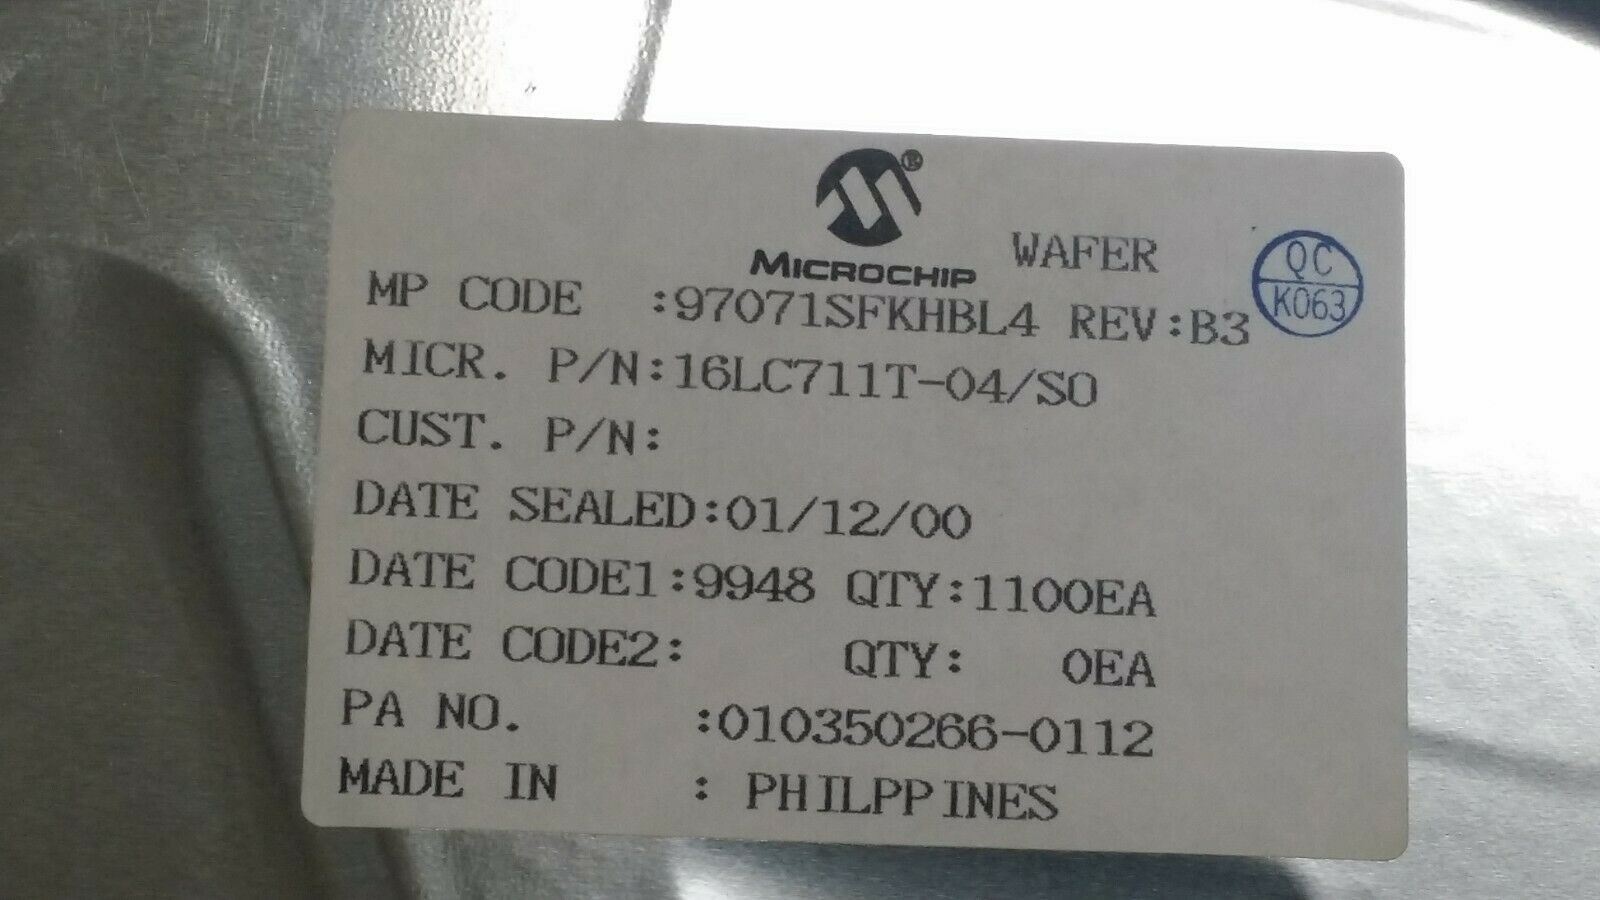 ®
MICROCHIP WAFER
QC
K063
MP CODE :97071SFKHBL4 REV:B3
MICR. P/N:16LC711T-04/SO
CUST. P/N:
DATE SEALED:01/12/00
DATE CODE1:9948 QTY:1100EA
DATE CODE2: QTY: 0EA
PA NO. :010350266-0112
MADE IN : PHILPPINES